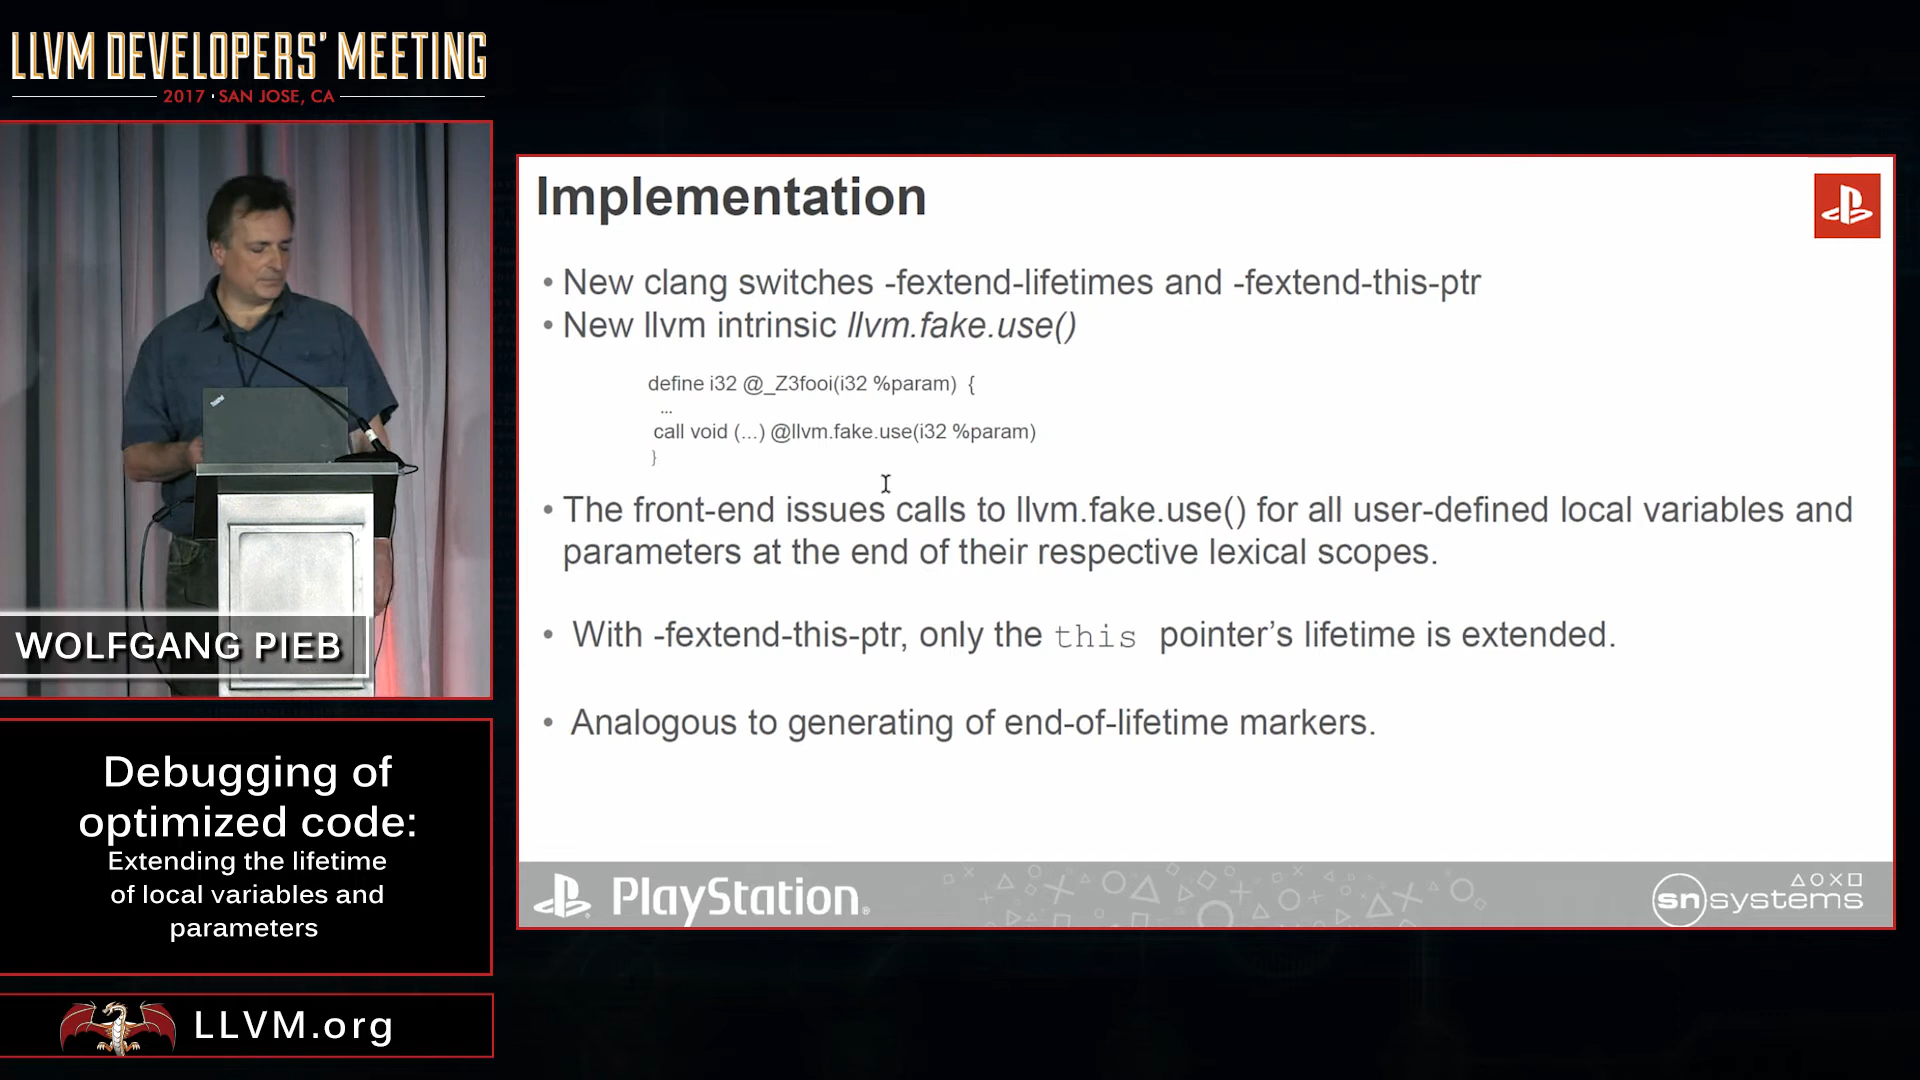 LLVM DEVELOPERS' MEETING
2017 · SAN JOSE, CA
WOLFGANG PIEB
Debugging of
optimized code:
Extending the lifetime
of local variables and
parameters
LLVM.org
Implementation
• New clang switches -fextend-lifetimes and -fextend-this-ptr
• New llvm intrinsic llvm.fake.use()
define i32 @_Z3fooi(i32 %param) {
...
call void (...) @llvm.fake.use(i32 %param)
}
• The front-end issues calls to llvm.fake.use() for all user-defined local variables and
parameters at the end of their respective lexical scopes.
• With -fextend-this-ptr, only the this pointer’s lifetime is extended.
• Analogous to generating of end-of-lifetime markers.
PlayStation®
sn systems